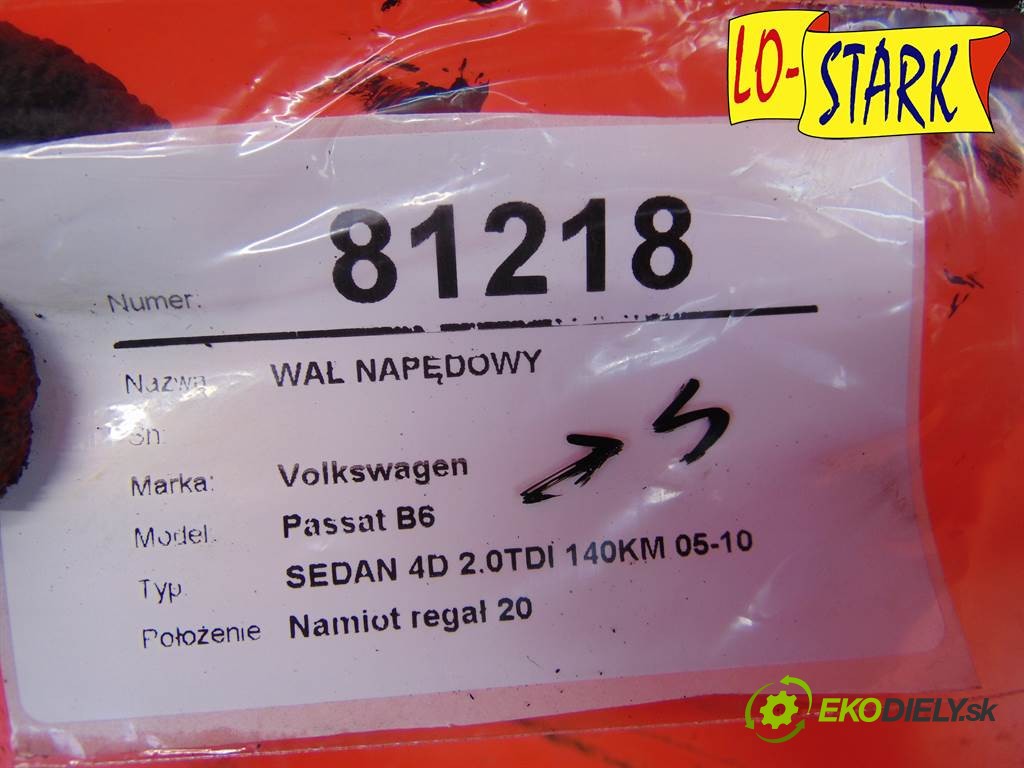 LO-STARK
Numer: 81218
Nazwa WAŁ NAPĘDOWY
Sn:
Marka: Volkswagen
Model: Passat B6
Typ SEDAN 4D 2.0TDI 140KM 05-10
Położenie Namiot regał 20
EKODIELY.sk